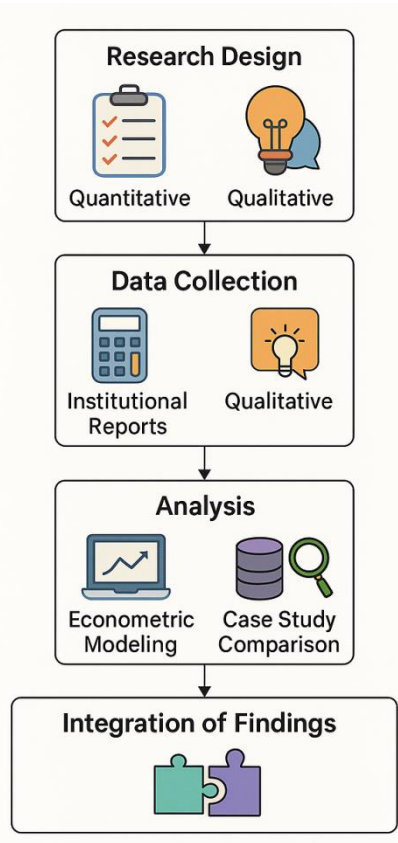 Research Design
Quantitative Qualitative
Data Collection
Institutional Qualitative
Reports
Analysis
Econometric Case Study
Modeling Comparison
Integration of Findings